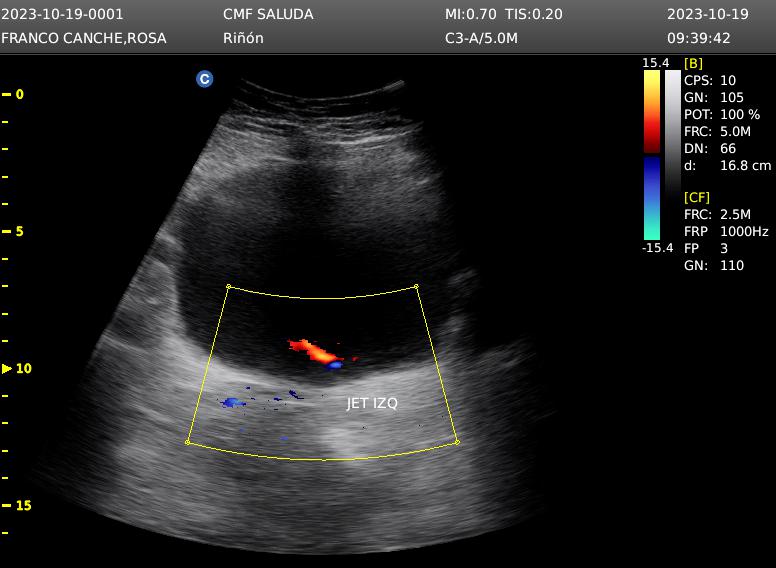 2023-10-19-0001 CMF SALUDA MI:0.70 TIS:0.20 2023-10-19
FRANCO CANCHE,ROSA Riñón C3-A/5.0M 09:39:42
C
15.4 [B]
CPS: 10
GN: 105
POT: 100 %
FRC: 5.0M
DN: 66
d: 16.8 cm
[CF]
FRC: 2.5M
FRP 1000Hz
-15.4 FP 3
GN: 110
0
5
10
15
JET IZQ